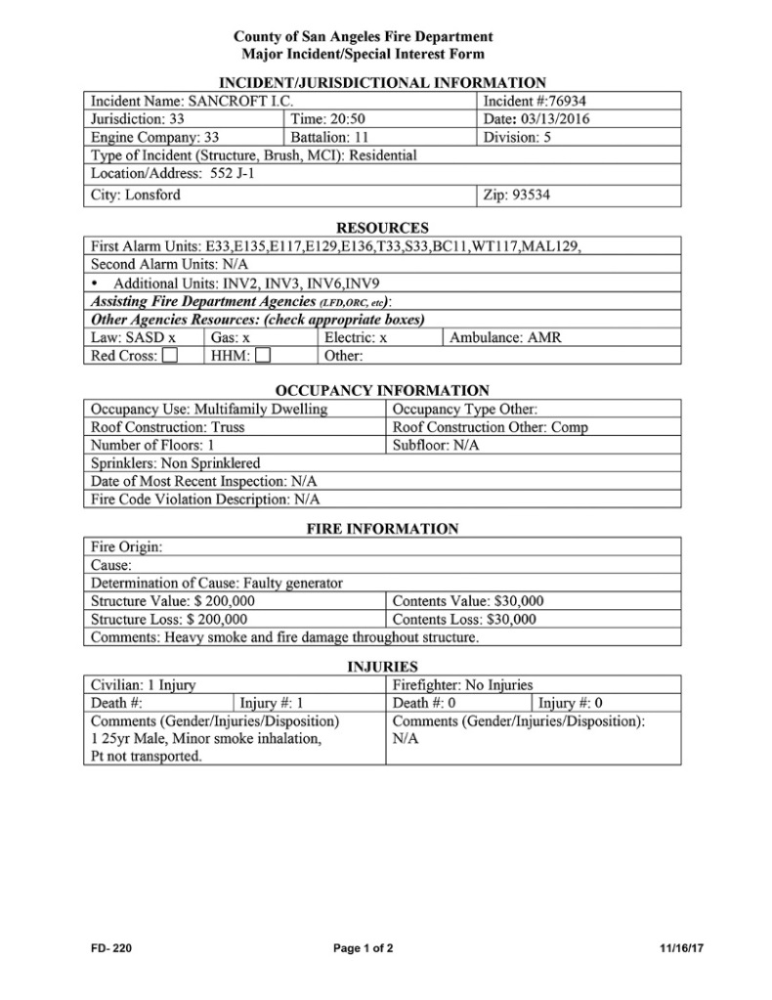 County of San Angeles Fire Department
Major Incident/Special Interest Form
INCIDENT/JURISDICTIONAL INFORMATION
Incident Name: SANCROFT I.C. Incident #:76934
Jurisdiction: 33 Time: 20:50 Date: 03/13/2016
Engine Company: 33 Battalion: 11 Division: 5
Type of Incident (Structure, Brush, MCI): Residential
Location/Address: 552 J-1
City: Lonsford Zip: 93534
RESOURCES
First Alarm Units: E33,E135,E117,E129,E136,T33,S33,BC11,WT117,MAL129,
Second Alarm Units: N/A
• Additional Units: INV2, INV3, INV6,INV9
Assisting Fire Department Agencies (LFD,ORC, etc):
Other Agencies Resources: (check appropriate boxes)
Law: SASD x Gas: x Electric: x Ambulance: AMR
Red Cross: ☐ HHM: ☐ Other:
OCCUPANCY INFORMATION
Occupancy Use: Multifamily Dwelling Occupancy Type Other:
Roof Construction: Truss Roof Construction Other: Comp
Number of Floors: 1 Subfloor: N/A
Sprinklers: Non Sprinklered
Date of Most Recent Inspection: N/A
Fire Code Violation Description: N/A
FIRE INFORMATION
Fire Origin:
Cause:
Determination of Cause: Faulty generator
Structure Value: $ 200,000 Contents Value: $30,000
Structure Loss: $ 200,000 Contents Loss: $30,000
Comments: Heavy smoke and fire damage throughout structure.
INJURIES
Civilian: 1 Injury Firefighter: No Injuries
Death #: Injury #: 1 Death #: 0 Injury #: 0
Comments (Gender/Injuries/Disposition) Comments (Gender/Injuries/Disposition):
1 25yr Male, Minor smoke inhalation, N/A
Pt not transported.
FD- 220 Page 1 of 2 11/16/17